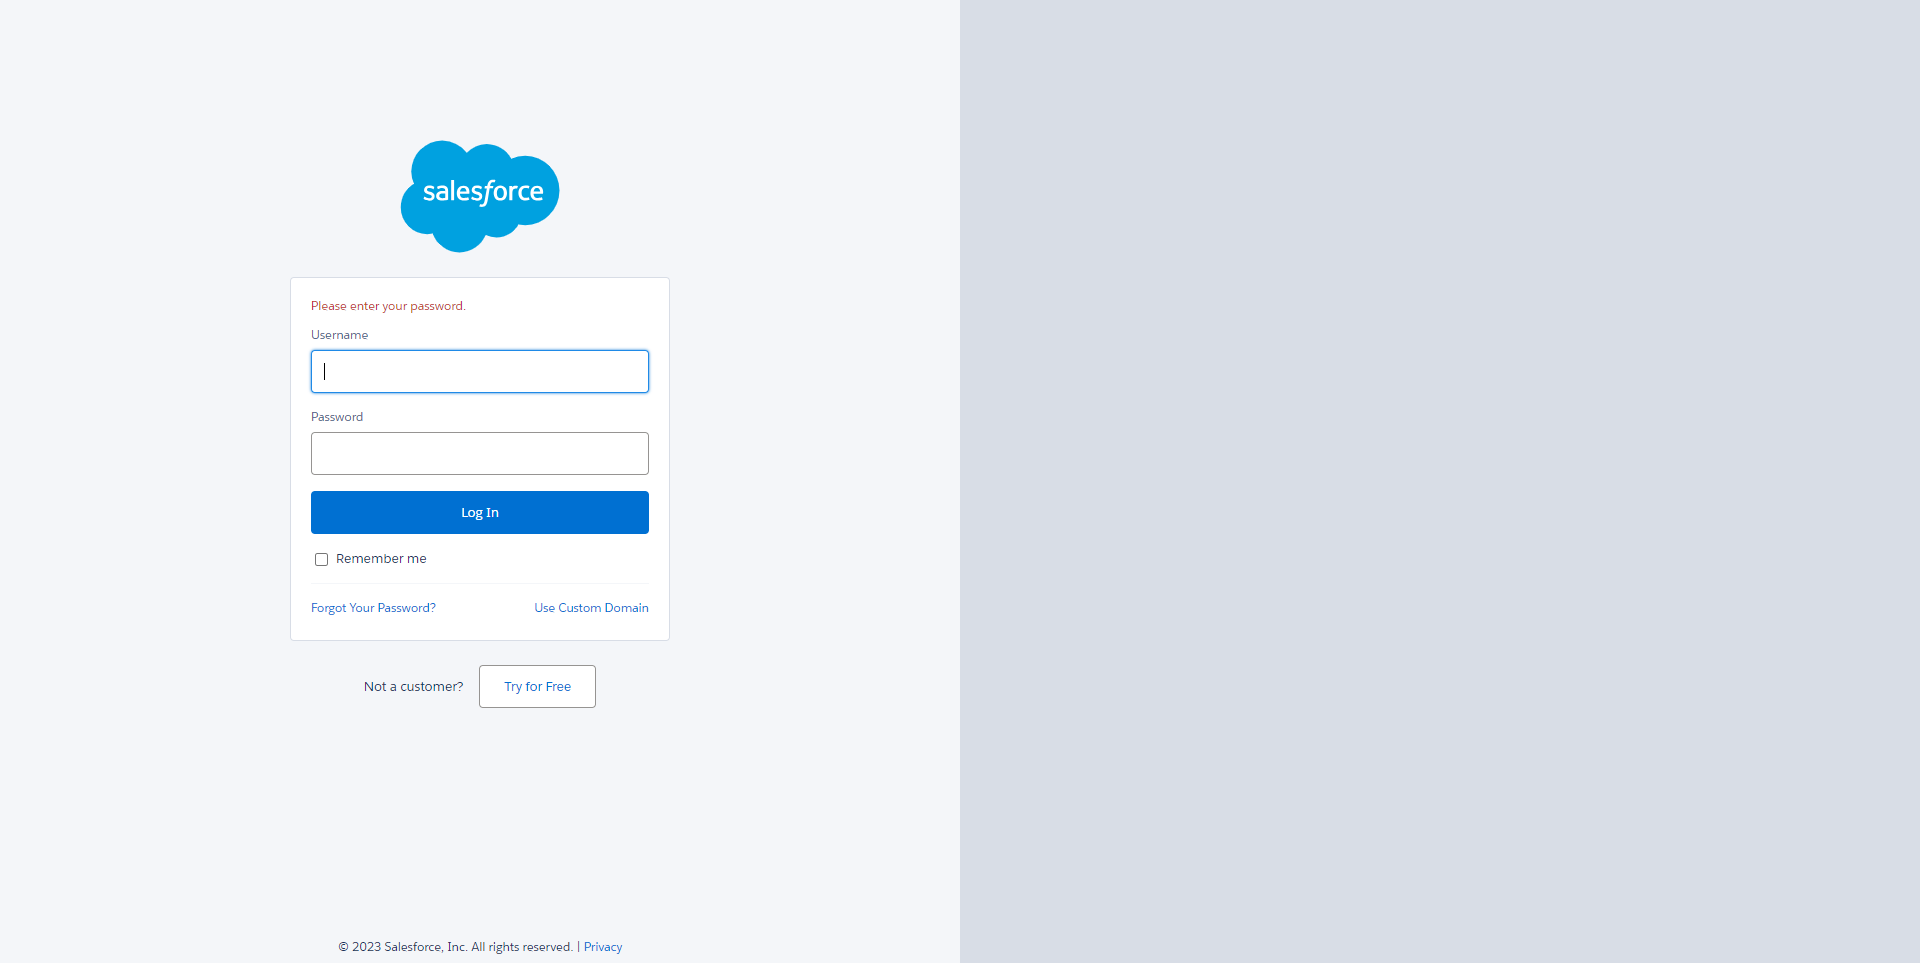 salesforce
Please enter your password.
Username
Password
Log In
Remember me
Forgot Your Password? Use Custom Domain
Not a customer? Try for Free
© 2023 Salesforce, Inc. All rights reserved. | Privacy